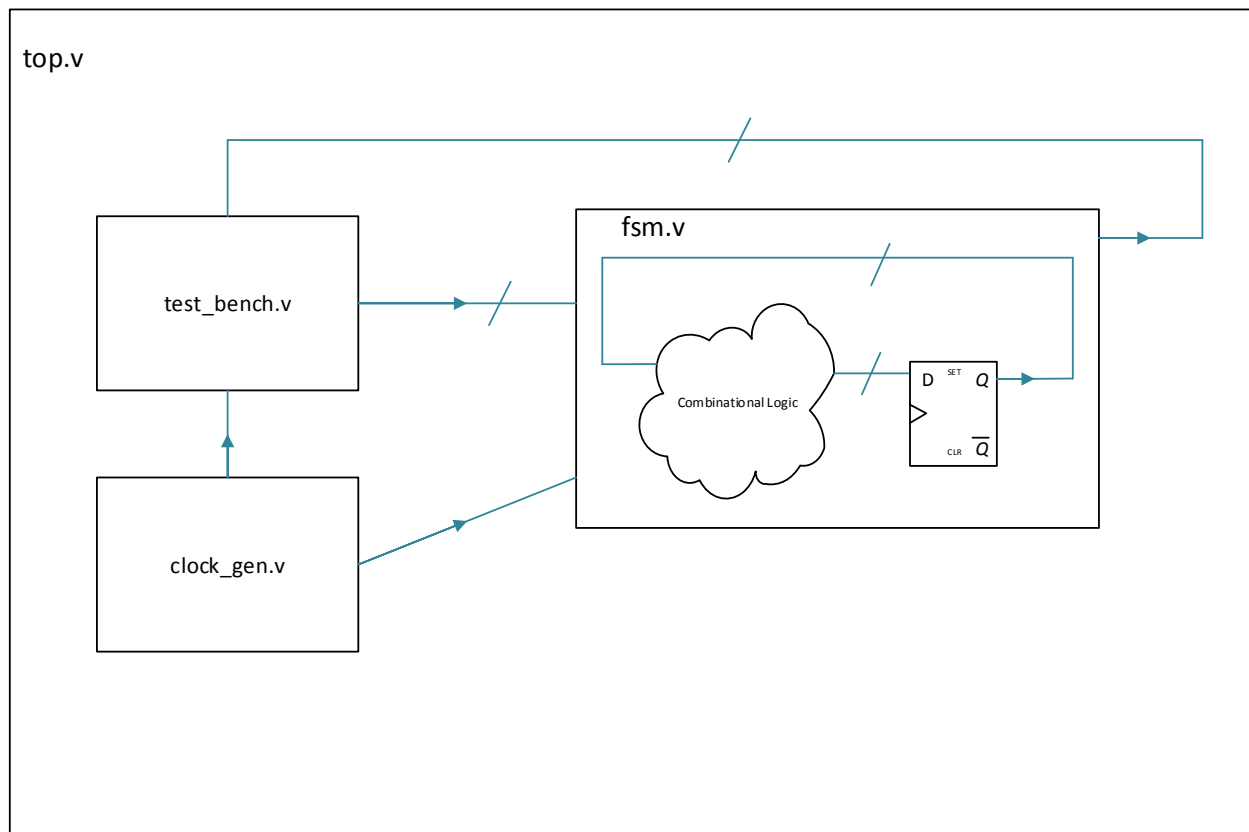 top.v
fsm.v
test_bench.v
Combinational Logic
D SET Q
CLR Q̅
clock_gen.v